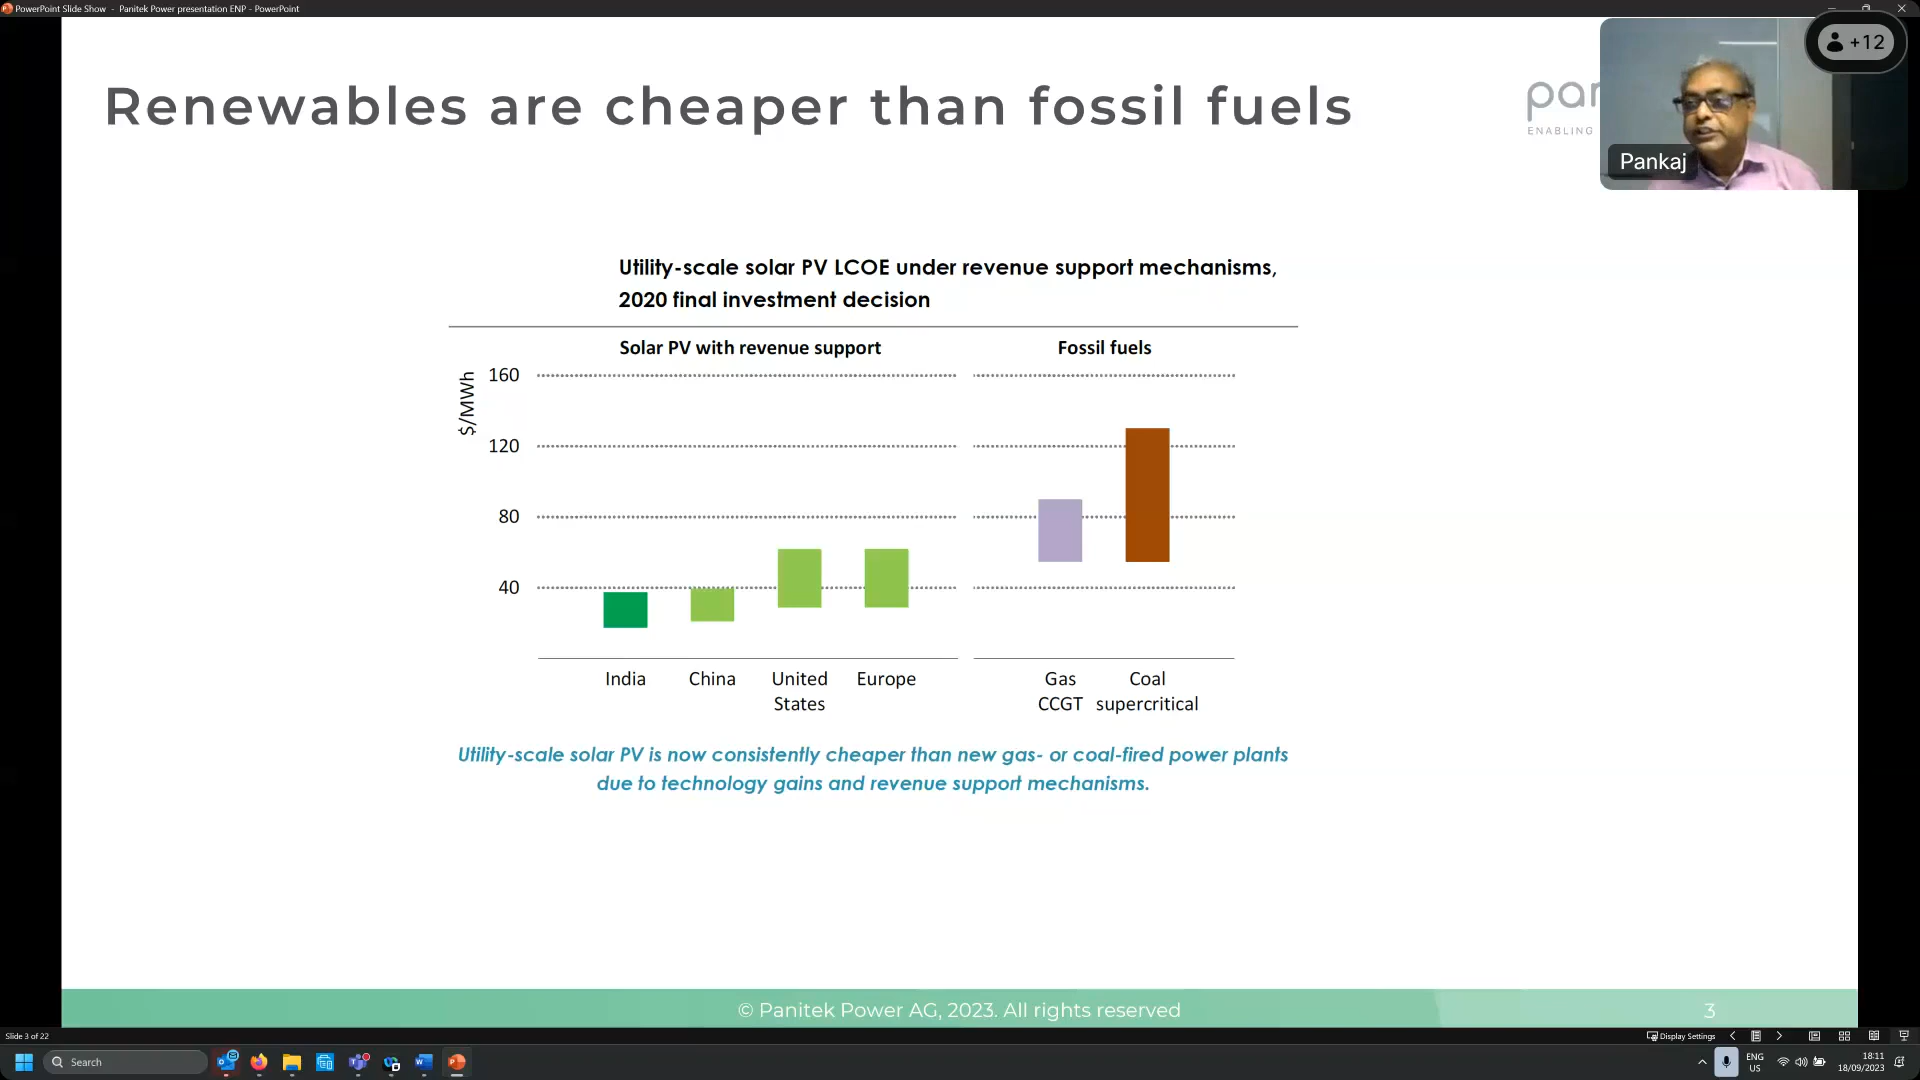 PowerPoint Slide Show - Panitek Power presentation ENP - PowerPoint
+12
Renewables are cheaper than fossil fuels
ENABLING
Pankaj
Utility-scale solar PV LCOE under revenue support mechanisms,
2020 final investment decision
Solar PV with revenue support
Fossil fuels
$/MWh
160
120
80
40
India
China
United
States
Europe
Gas
CCGT
Coal
supercritical
Utility-scale solar PV is now consistently cheaper than new gas- or coal-fired power plants
due to technology gains and revenue support mechanisms.
© Panitek Power AG, 2023. All rights reserved
3
Slide 3 of 22
Display Settings
Search
ENG
US
18:11
18/09/2023